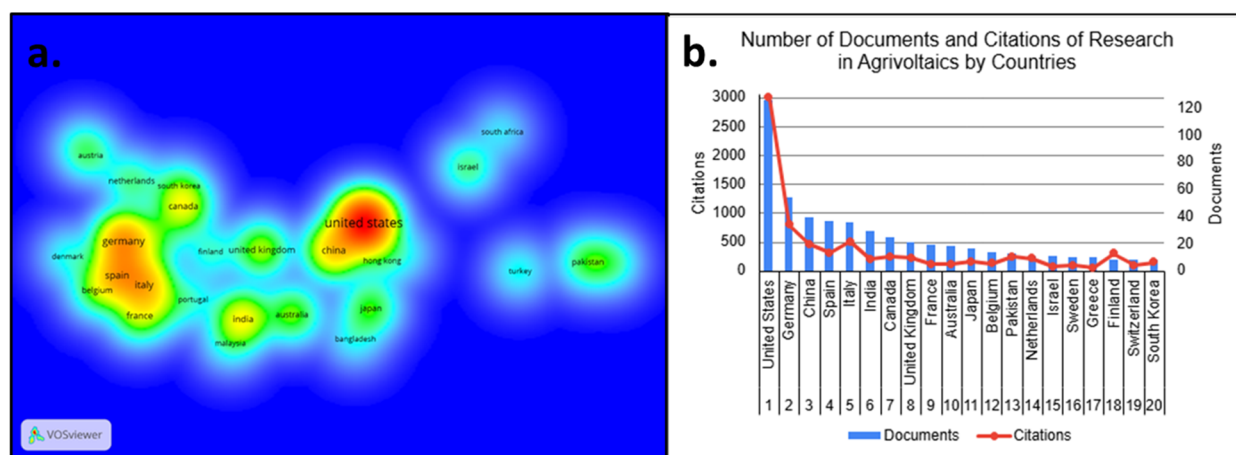 a.
south africa
austria
israel
netherlands
south korea
canada
united states
germany
finland
united kingdom
china
denmark
hong kong
pakistan
turkey
spain
italy
belgium
portugal
france
india
australia
japan
malaysia
bangladesh
VOSviewer
b.
Number of Documents and Citations of Research
in Agrivoltaics by Countries
Citations
3000
2500
2000
1500
1000
500
0
120
100
80
60
40
20
0
Documents
United States
Germany
China
Spain
Italy
India
Canada
United Kingdom
France
Australia
Japan
Belgium
Pakistan
Netherlands
Israel
Sweden
Greece
Finland
Switzerland
South Korea
1 2 3 4 5 6 7 8 9 10 11 12 13 14 15 16 17 18 19 20
Documents Citations